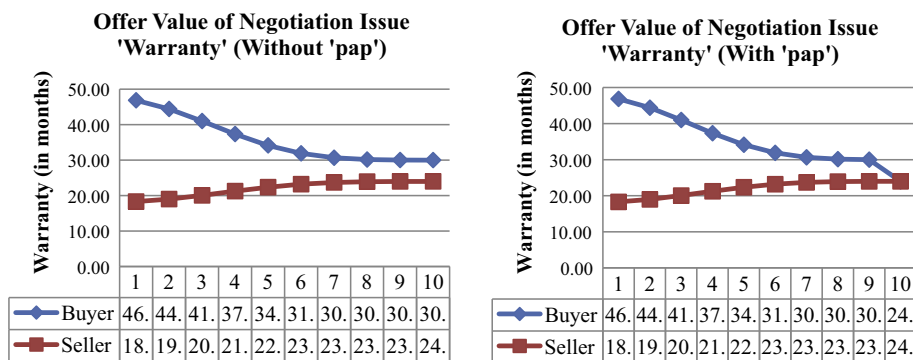 Offer Value of Negotiation Issue
'Warranty' (Without 'pap')
Warranty (in months)
50.00
40.00
30.00
20.00
10.00
0.00
1 2 3 4 5 6 7 8 9 10
Buyer 46. 44. 41. 37. 34. 31. 30. 30. 30. 30.
Seller 18. 19. 20. 21. 22. 23. 23. 23. 23. 24.
Offer Value of Negotiation Issue
'Warranty' (With 'pap')
Warranty (in months)
50.00
40.00
30.00
20.00
10.00
0.00
1 2 3 4 5 6 7 8 9 10
Buyer 46. 44. 41. 37. 34. 31. 30. 30. 30. 24.
Seller 18. 19. 20. 21. 22. 23. 23. 23. 23. 24.